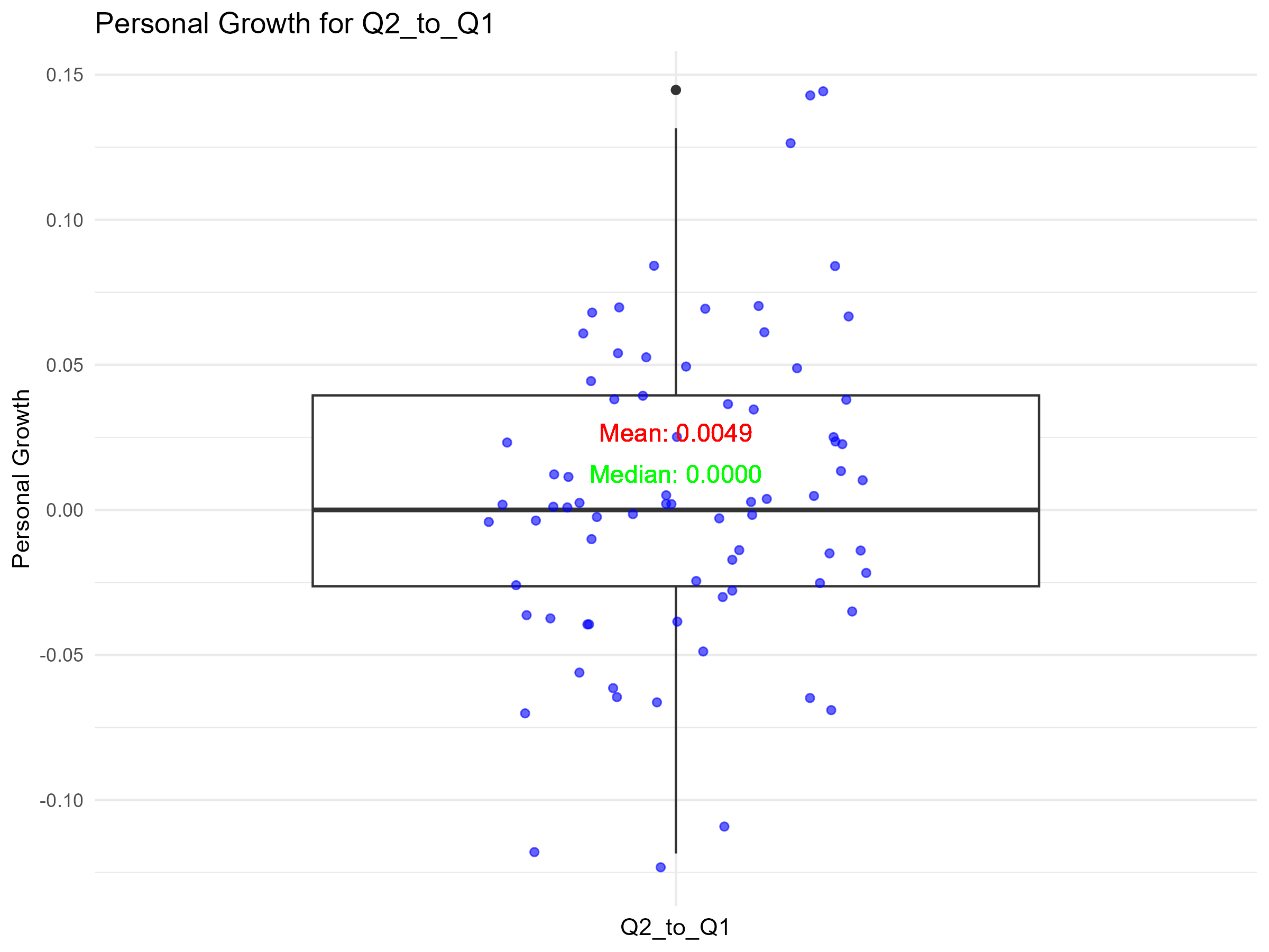 Personal Growth for Q2_to_Q1
0.15
0.10
0.05
0.00
-0.05
-0.10
Personal Growth
Mean: 0.0049
Median: 0.0000
Q2_to_Q1